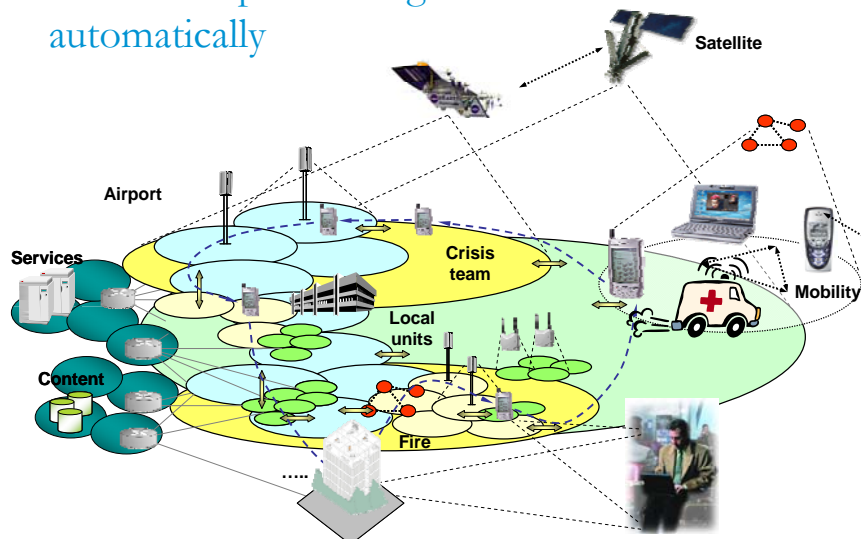 automatically
Satellite
Airport
Crisis
team
Services
Mobility
Local
units
Content
Fire
.....